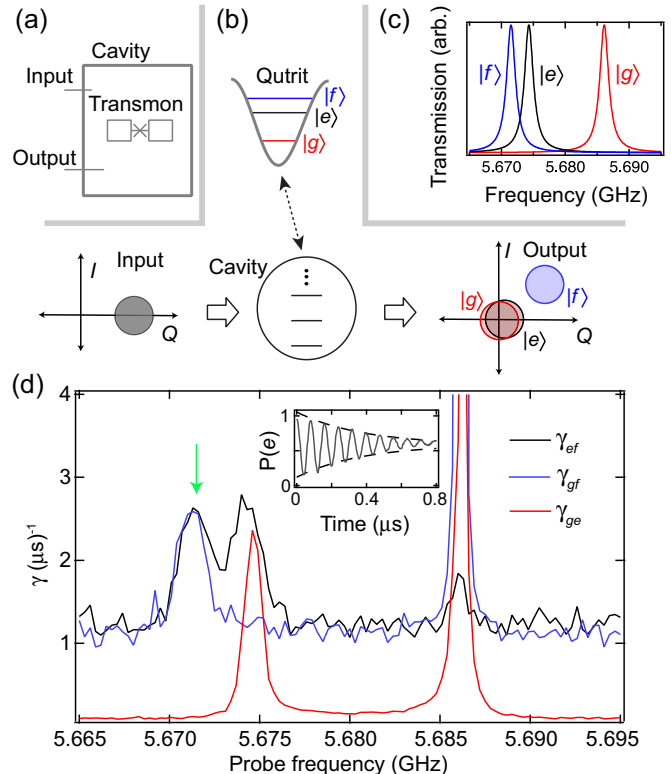 (a)
Cavity
Input
Transmon
Output
(b)
Qutrit
|f⟩
|e⟩
|g⟩
(c)
Transmission (arb.)
|f⟩
|e⟩
|g⟩
5.670
5.680
5.690
Frequency (GHz)
I
Input
Q
Cavity
I
Output
|g⟩
|f⟩
|e⟩
Q
(d)
4
3
2
1
γ (μs)⁻¹
P(e)
1
0
0
0.4
0.8
Time (μs)
γef
γgf
γge
5.665
5.670
5.675
5.680
5.685
5.690
5.695
Probe frequency (GHz)